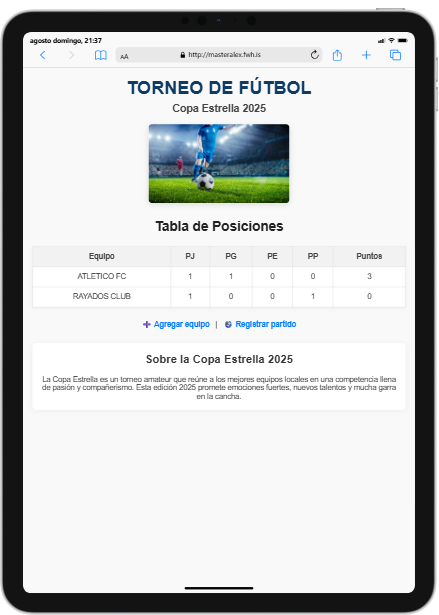 agosto domingo, 21:37
AA http://masteralex.fwh.is
TORNEO DE FÚTBOL
Copa Estrella 2025
Tabla de Posiciones
Equipo PJ PG PE PP Puntos
ATLETICO FC 1 1 0 0 3
RAYADOS CLUB 1 0 0 1 0
Agregar equipo | Registrar partido
Sobre la Copa Estrella 2025
La Copa Estrella es un torneo amateur que reúne a los mejores equipos locales en una competencia llena
de pasión y compañerismo. Esta edición 2025 promete emociones fuertes, nuevos talentos y mucha garra
en la cancha.